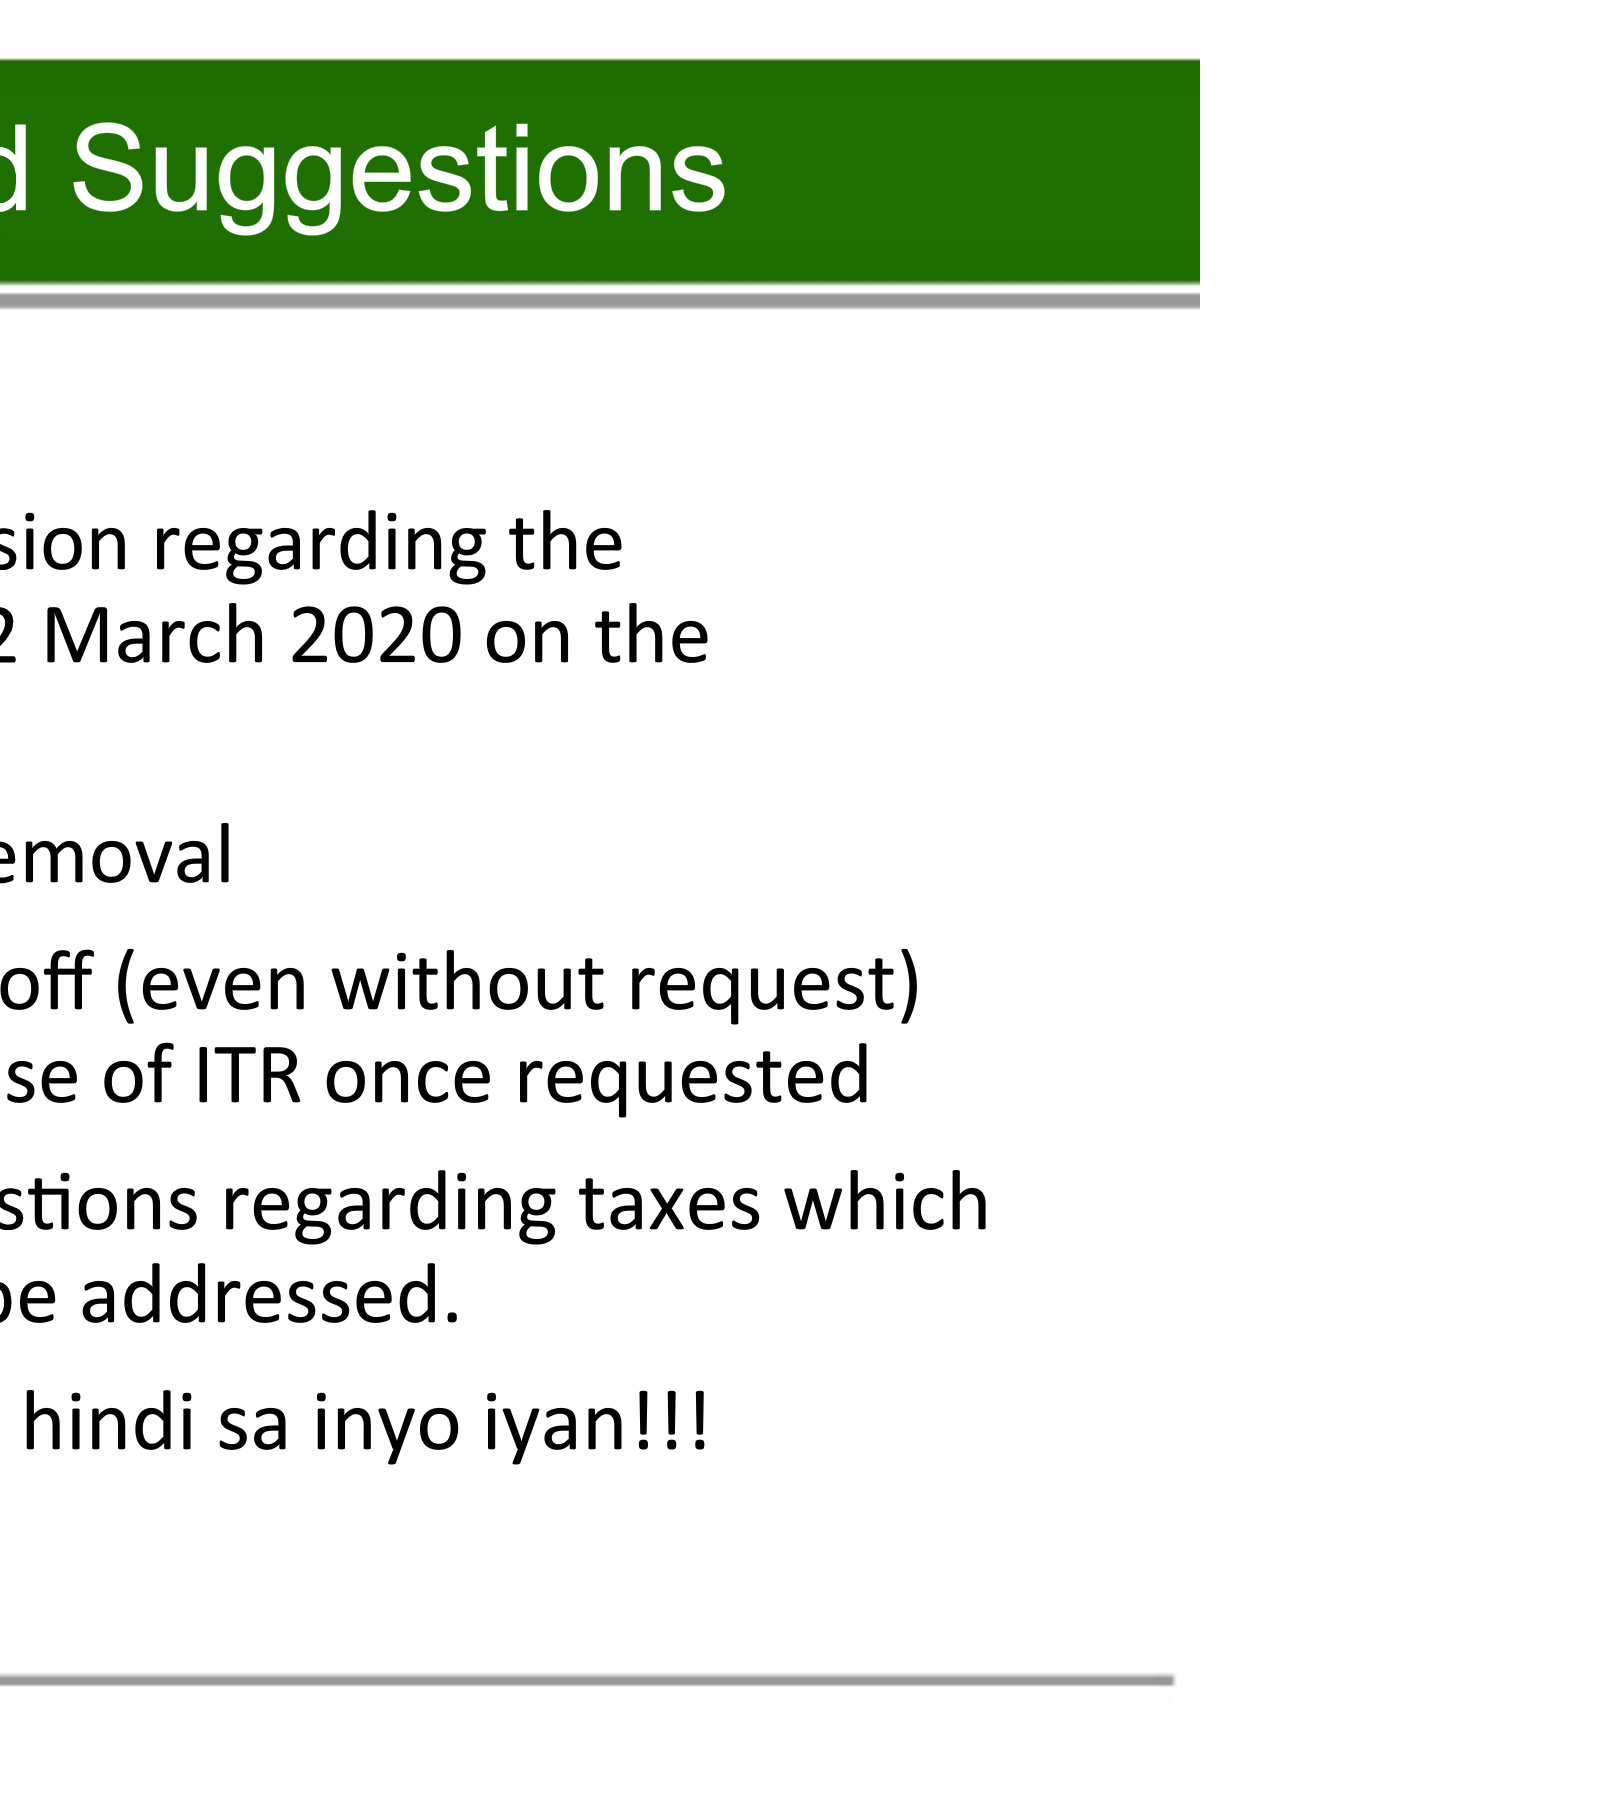 d Suggestions
sion regarding the
2 March 2020 on the
emoval
off (even without request)
se of ITR once requested
stions regarding taxes which
be addressed.
hindi sa inyo iyan!!!